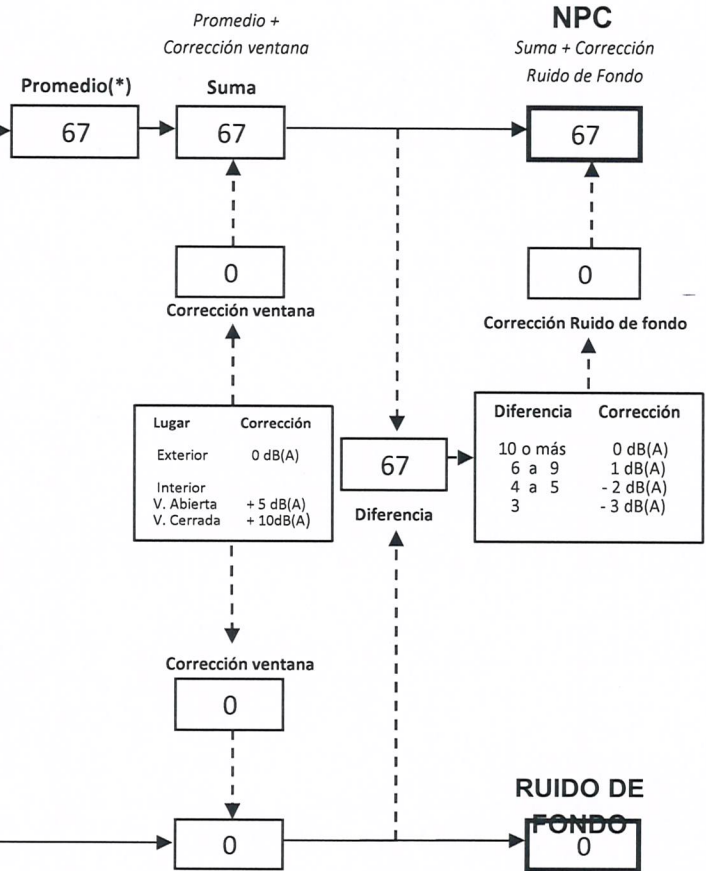 Promedio +
Corrección ventana
NPC
Suma + Corrección
Ruido de Fondo
Promedio(*)
Suma
67
67
67
0
Corrección ventana
0
Corrección Ruido de fondo
Lugar Corrección
Exterior 0 dB(A)
Interior
V. Abierta + 5 dB(A)
V. Cerrada + 10dB(A)
67
Diferencia
Diferencia Corrección
10 o más 0 dB(A)
6 a 9 1 dB(A)
4 a 5 - 2 dB(A)
3 - 3 dB(A)
Corrección ventana
0
0
RUIDO DE
FONDO
0